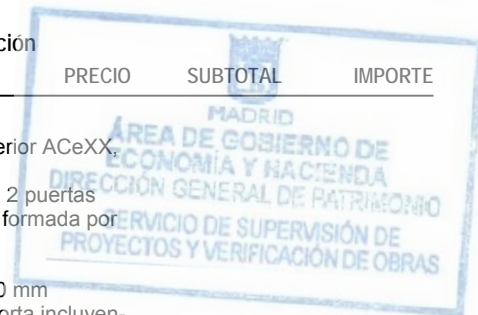 ción
PRECIO SUBTOTAL IMPORTE
MADRID
erior ACeXX,
ÁREA DE GOBIERNO DE
ECONOMÍA Y HACIENDA
2 puertas
DIRECCIÓN GENERAL DE PATRIMONIO
formada por
SERVICIO DE SUPERVISIÓN DE
PROYECTOS Y VERIFICACIÓN DE OBRAS
0 mm
orta incluyen-